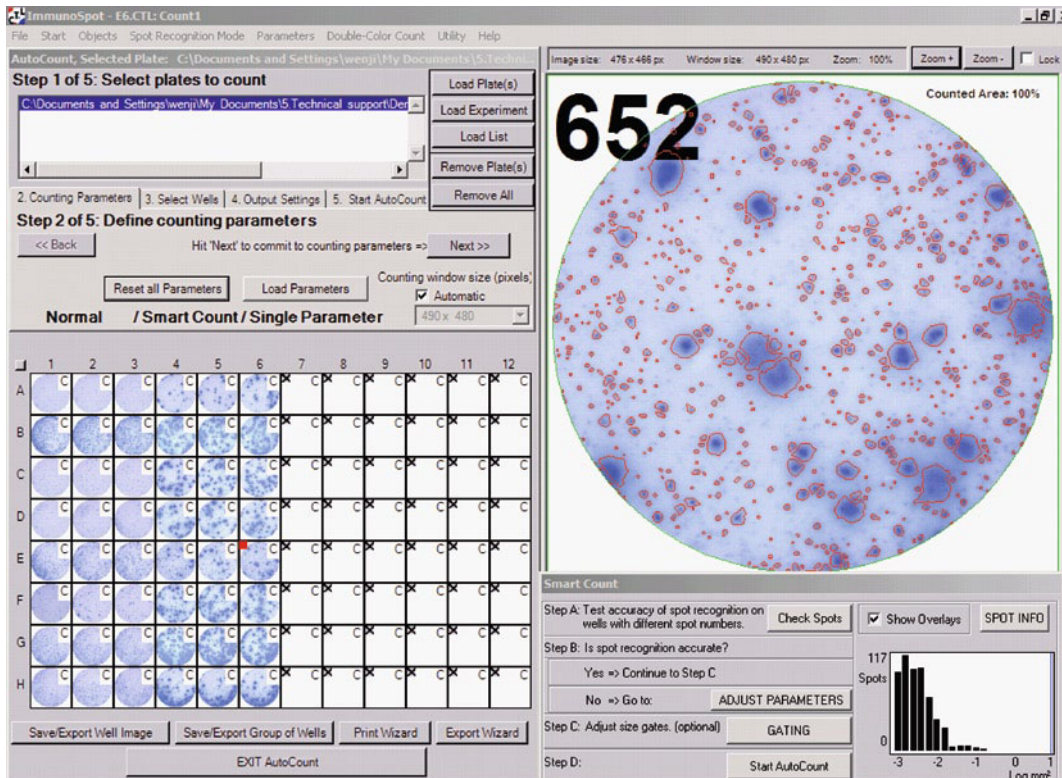 ImmunoSpot - E6.CTL: Count1
File Start Objects Spot Recognition Mode Parameters Double-Color Count Utility Help
AutoCount, Selected Plate: C:\Documents and Settings\wenji\My Documents\5.Techni...
Step 1 of 5: Select plates to count
C:\Documents and Settings\wenji\My Documents\5.Technical support\Der
Load Plate(s)
Load Experiment
Load List
Remove Plate(s)
Remove All
2. Counting Parameters 3. Select Wells 4. Output Settings 5. Start AutoCount
Step 2 of 5: Define counting parameters
<< Back
Hit 'Next' to commit to counting parameters =>
Next >>
Counting window size (pixels)
Reset all Parameters
Load Parameters
Automatic
490 x 480
Normal / Smart Count / Single Parameter
1 2 3 4 5 6 7 8 9 10 11 12
A C C C C C C C C C C C C
B C C C C C C C C C C C C
C C C C C C C C C C C C C
D C C C C C C C C C C C C
E C C C C C C C C C C C C
F C C C C C C C C C C C C
G C C C C C C C C C C C C
H C C C C C C C C C C C C
Save/Export Well Image
Save/Export Group of Wells
Print Wizard
Export Wizard
EXIT AutoCount
Image size: 476 x 466 px Window size: 490 x 480 px Zoom: 100%
Zoom +
Zoom -
Lock
652
Counted Area: 100%
Smart Count
Step A: Test accuracy of spot recognition on
wells with different spot numbers.
Check Spots
Show Overlays
SPOT INFO
Step B: Is spot recognition accurate?
Yes => Continue to Step C
No => Go to:
ADJUST PARAMETERS
Step C: Adjust size gates. (optional)
GATING
Step D:
Start AutoCount
117
Spots
0
-3 -2 -1 0 1
Log mm²